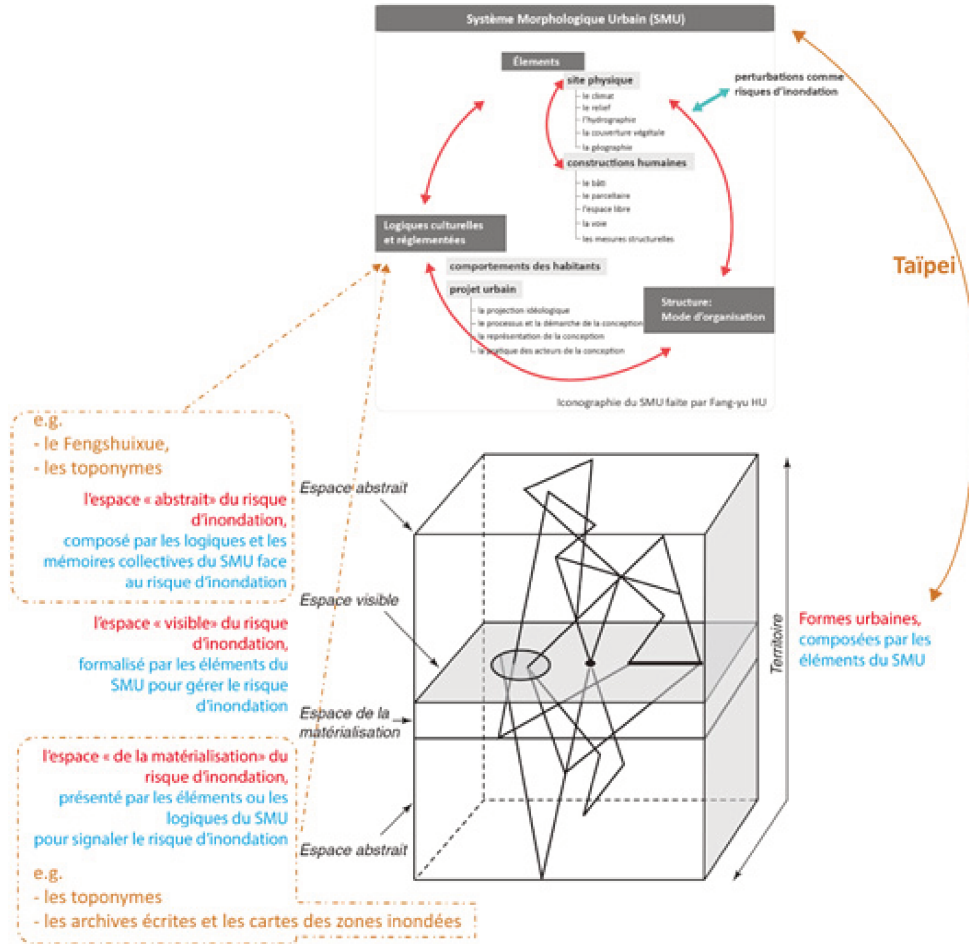 Système Morphologique Urbain (SMU)
Élements
site physique
le climat
le relief
l'hydrographie
la couverture végétale
la géographie
constructions humaines
le bâti
le parcellaire
l'espace libre
la voie
les mesures structurelles
perturbations comme
risques d'inondation
Logiques culturelles
et réglementées
comportements des habitants
projet urbain
la projection idéologique
le processus et la démarche de la conception
la représentation de la conception
la pratique des acteurs de la conception
Structure:
Mode d'organisation
Iconographie du SMU faite par Fang-yu HU
Taïpei
e.g.
- le Fengshuixue,
- les toponymes
l'espace « abstrait» du risque
d'inondation,
composé par les logiques et les
mémoires collectives du SMU face
au risque d'inondation
l'espace « visible» du risque
d'inondation,
formalisé par les éléments du
SMU pour gérer le risque
d'inondation
l'espace « de la matérialisation» du
risque d'inondation,
présenté par les éléments ou les
logiques du SMU
pour signaler le risque d'inondation
e.g.
- les toponymes
- les archives écrites et les cartes des zones inondées
Espace abstrait
Espace visible
Espace de la
matérialisation
Espace abstrait
Territoire
Formes urbaines,
composées par les
éléments du SMU